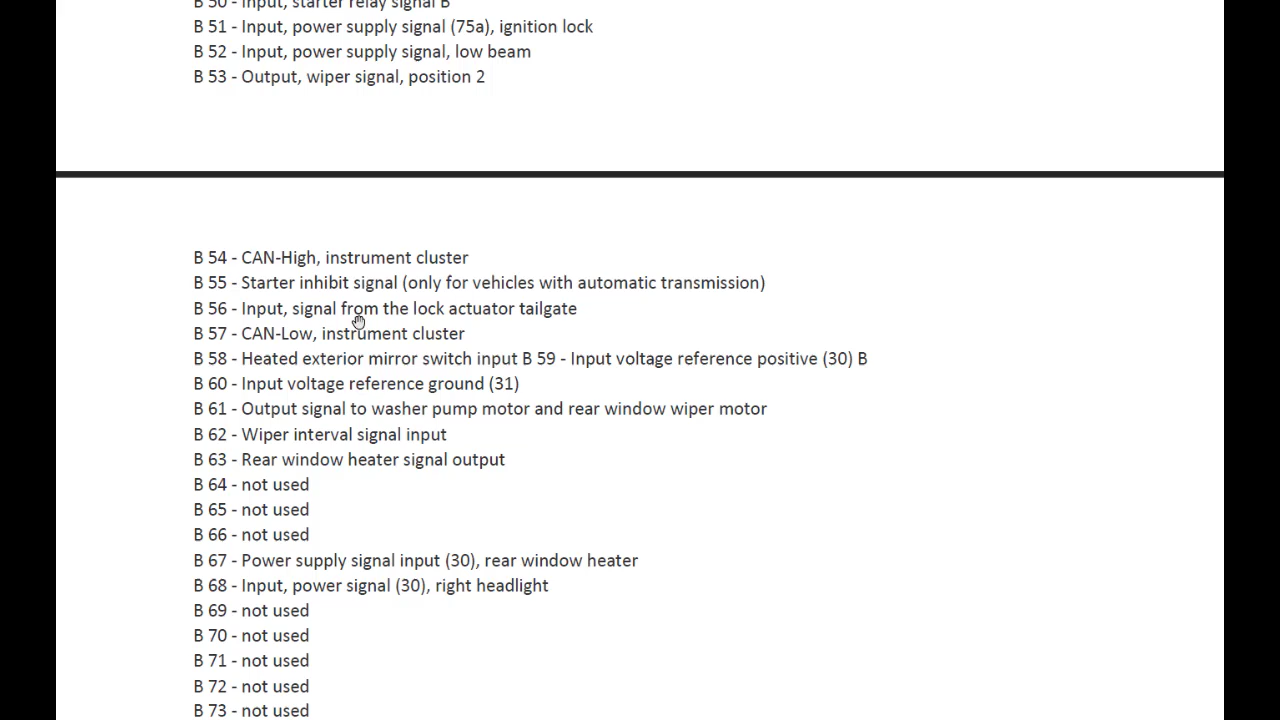 B 50 - Input, starter relay signal B
B 51 - Input, power supply signal (75a), ignition lock
B 52 - Input, power supply signal, low beam
B 53 - Output, wiper signal, position 2
B 54 - CAN-High, instrument cluster
B 55 - Starter inhibit signal (only for vehicles with automatic transmission)
B 56 - Input, signal from the lock actuator tailgate
B 57 - CAN-Low, instrument cluster
B 58 - Heated exterior mirror switch input B 59 - Input voltage reference positive (30) B
B 60 - Input voltage reference ground (31)
B 61 - Output signal to washer pump motor and rear window wiper motor
B 62 - Wiper interval signal input
B 63 - Rear window heater signal output
B 64 - not used
B 65 - not used
B 66 - not used
B 67 - Power supply signal input (30), rear window heater
B 68 - Input, power signal (30), right headlight
B 69 - not used
B 70 - not used
B 71 - not used
B 72 - not used
B 73 - not used